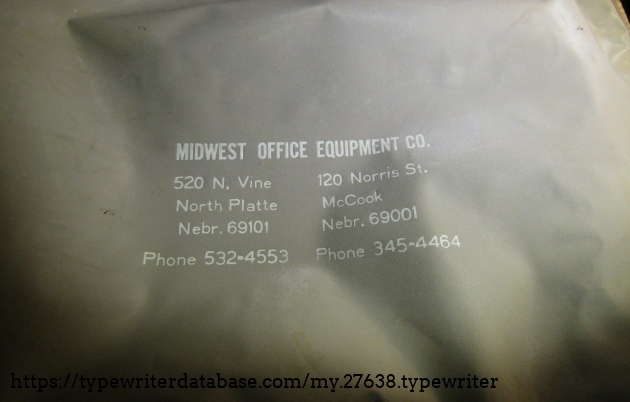 MIDWEST OFFICE EQUIPMENT CO.
520 N. Vine
North Platte
Nebr. 69101
Phone 532-4553
120 Norris St.
McCook
Nebr. 69001
Phone 345-4464
https://typewriterdatabase.com/my.27638.typewriter